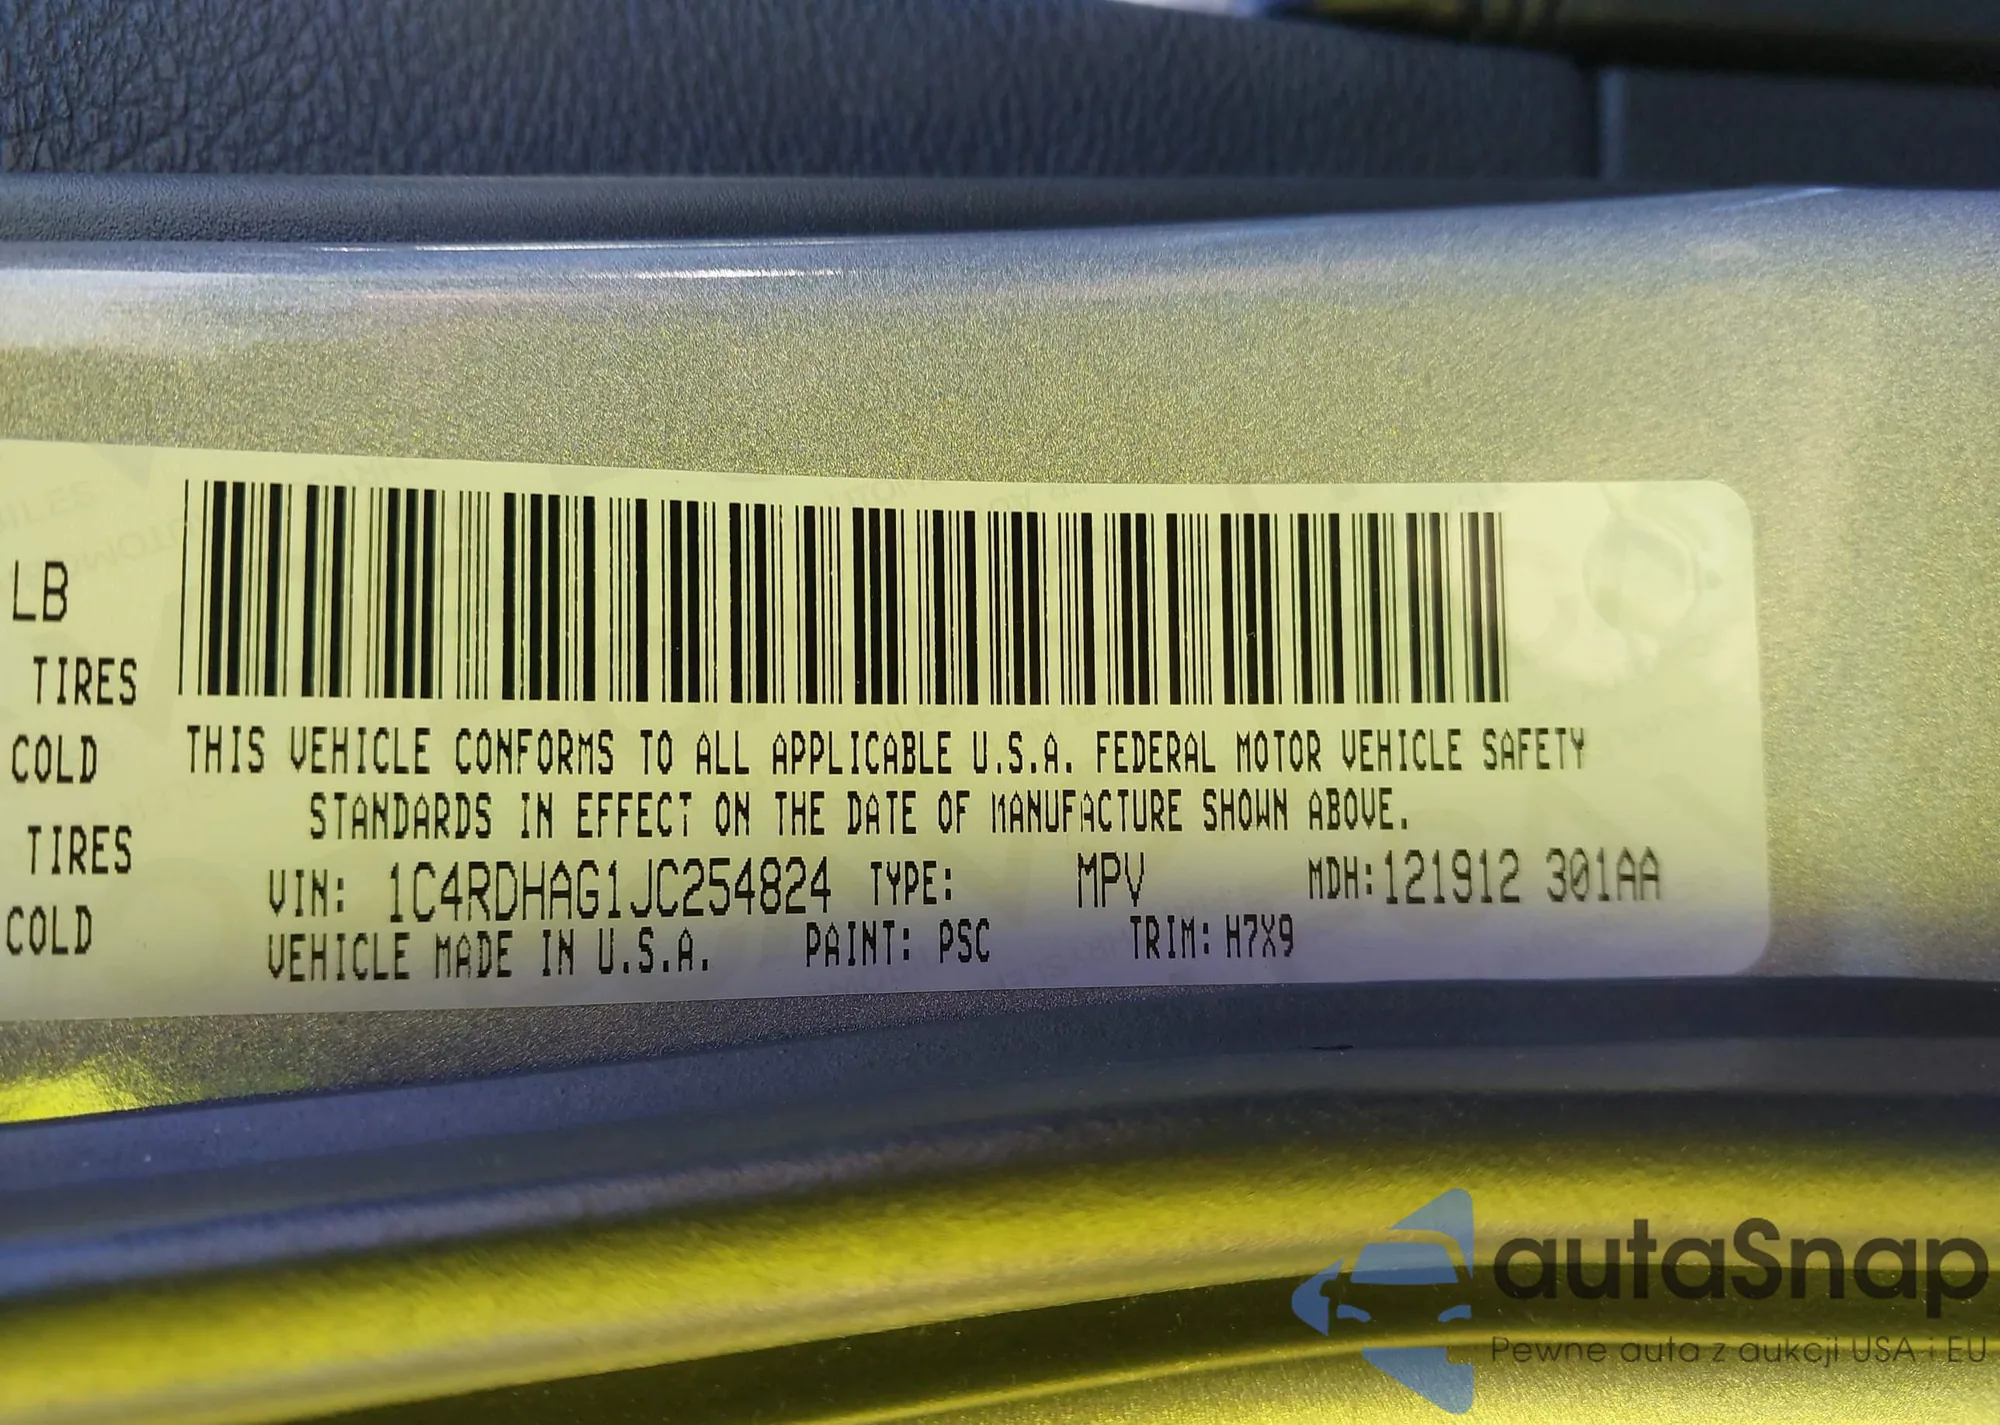 LB
TIRES
COLD
TIRES
COLD
THIS VEHICLE CONFORMS TO ALL APPLICABLE U.S.A. FEDERAL MOTOR VEHICLE SAFETY
STANDARDS IN EFFECT ON THE DATE OF MANUFACTURE SHOWN ABOVE.
VIN: 1C4RDHAG1JC254824 TYPE: MPV MDH:121912 301AA
VEHICLE MADE IN U.S.A. PAINT: PSC TRIM: H7X9
autaSnap
Pewne auta z aukcji USA i EU